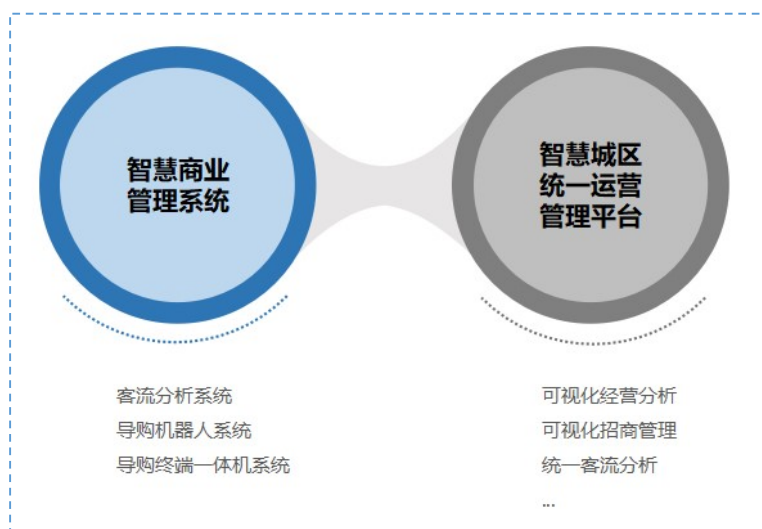 智慧商业
管理系统
智慧城区
统一运营
管理平台
客流分析系统
导购机器人系统
导购终端一体机系统
可视化经营分析
可视化招商管理
统一客流分析
...